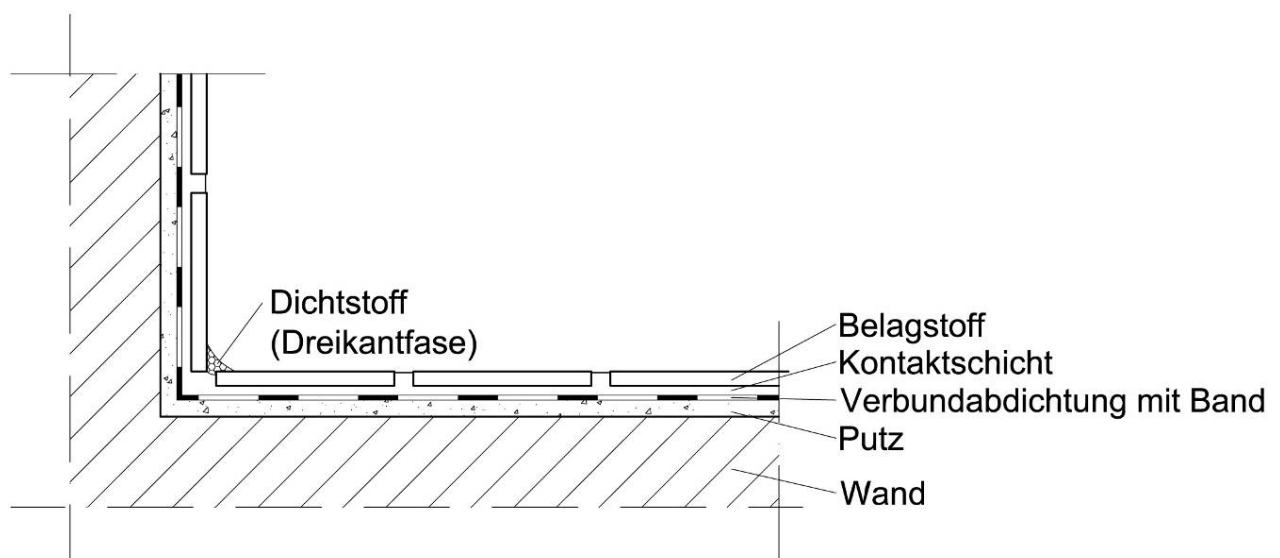 Dichtstoff
(Dreikantfase)
Belagstoff
Kontaktschicht
Verbundabdichtung mit Band
Putz
Wand